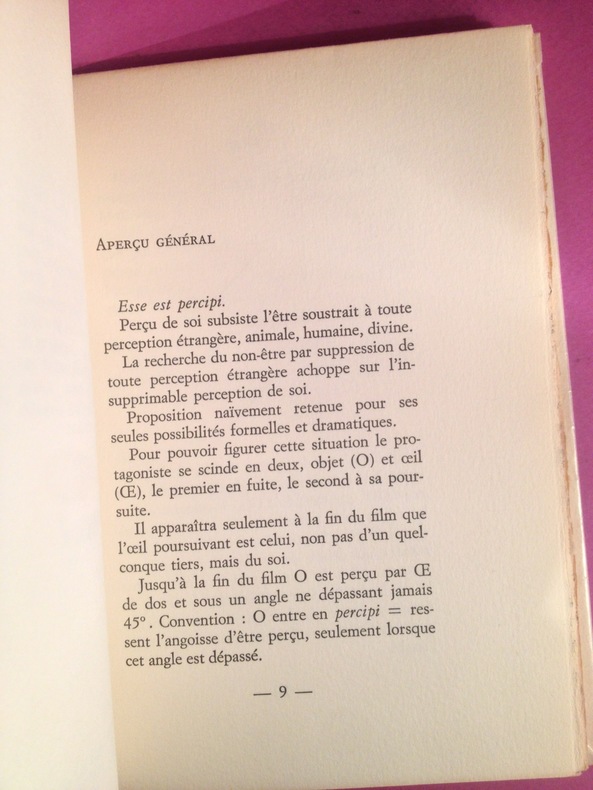 APERÇU GÉNÉRAL
Esse est percipi.
Perçu de soi subsiste l'être soustrait à toute
perception étrangère, animale, humaine, divine.
La recherche du non-être par suppression de
toute perception étrangère achoppe sur l'in-
supprimable perception de soi.
Proposition naïvement retenue pour ses
seules possibilités formelles et dramatiques.
Pour pouvoir figurer cette situation le pro-
tagoniste se scinde en deux, objet (O) et œil
(Œ), le premier en fuite, le second à sa pour-
suite.
Il apparaîtra seulement à la fin du film que
l'œil poursuivant est celui, non pas d'un quel-
conque tiers, mais du soi.
Jusqu'à la fin du film O est perçu par Œ
de dos et sous un angle ne dépassant jamais
45°. Convention : O entre en percipi = res-
sent l'angoisse d'être perçu, seulement lorsque
cet angle est dépassé.
— 9 —